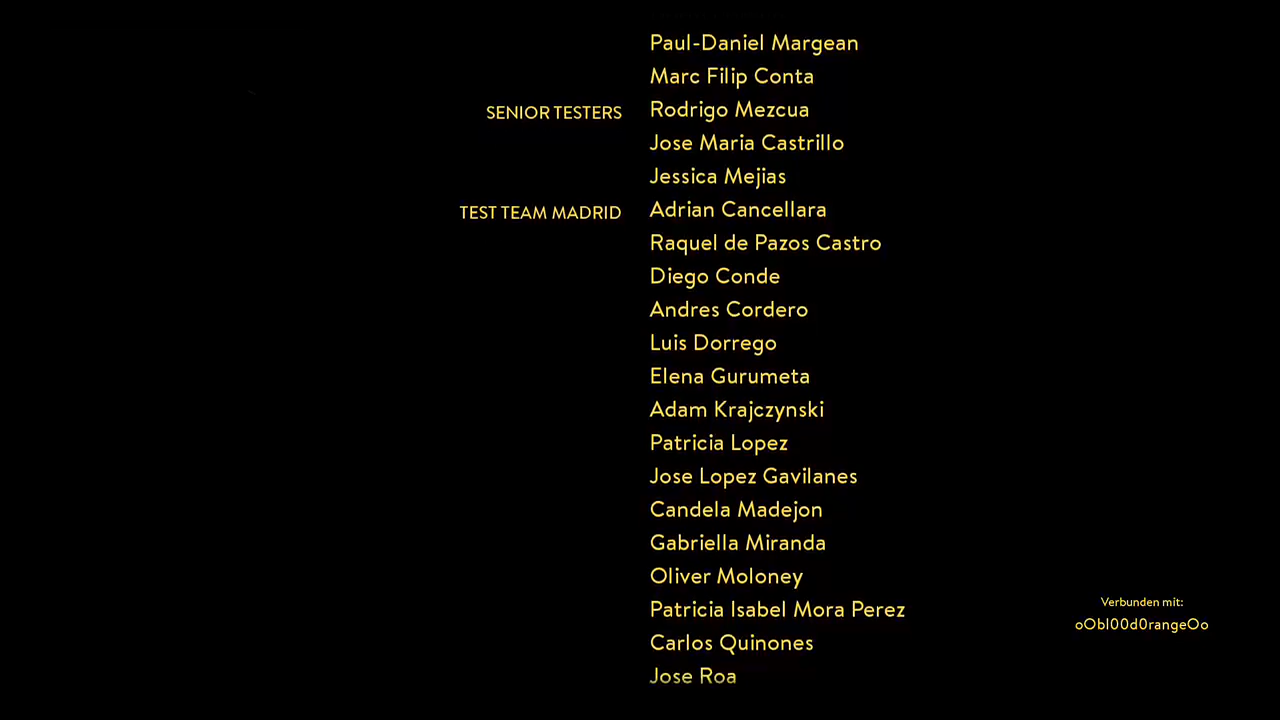 Paul-Daniel Margean
Marc Filip Conta
SENIOR TESTERS Rodrigo Mezcua
Jose Maria Castrillo
Jessica Mejias
TEST TEAM MADRID Adrian Cancellara
Raquel de Pazos Castro
Diego Conde
Andres Cordero
Luis Dorrego
Elena Gurumeta
Adam Krajczynski
Patricia Lopez
Jose Lopez Gavilanes
Candela Madejon
Gabriella Miranda
Oliver Moloney
Patricia Isabel Mora Perez
Carlos Quinones
Jose Roa
Verbunden mit:
oObl00d0rangeOo